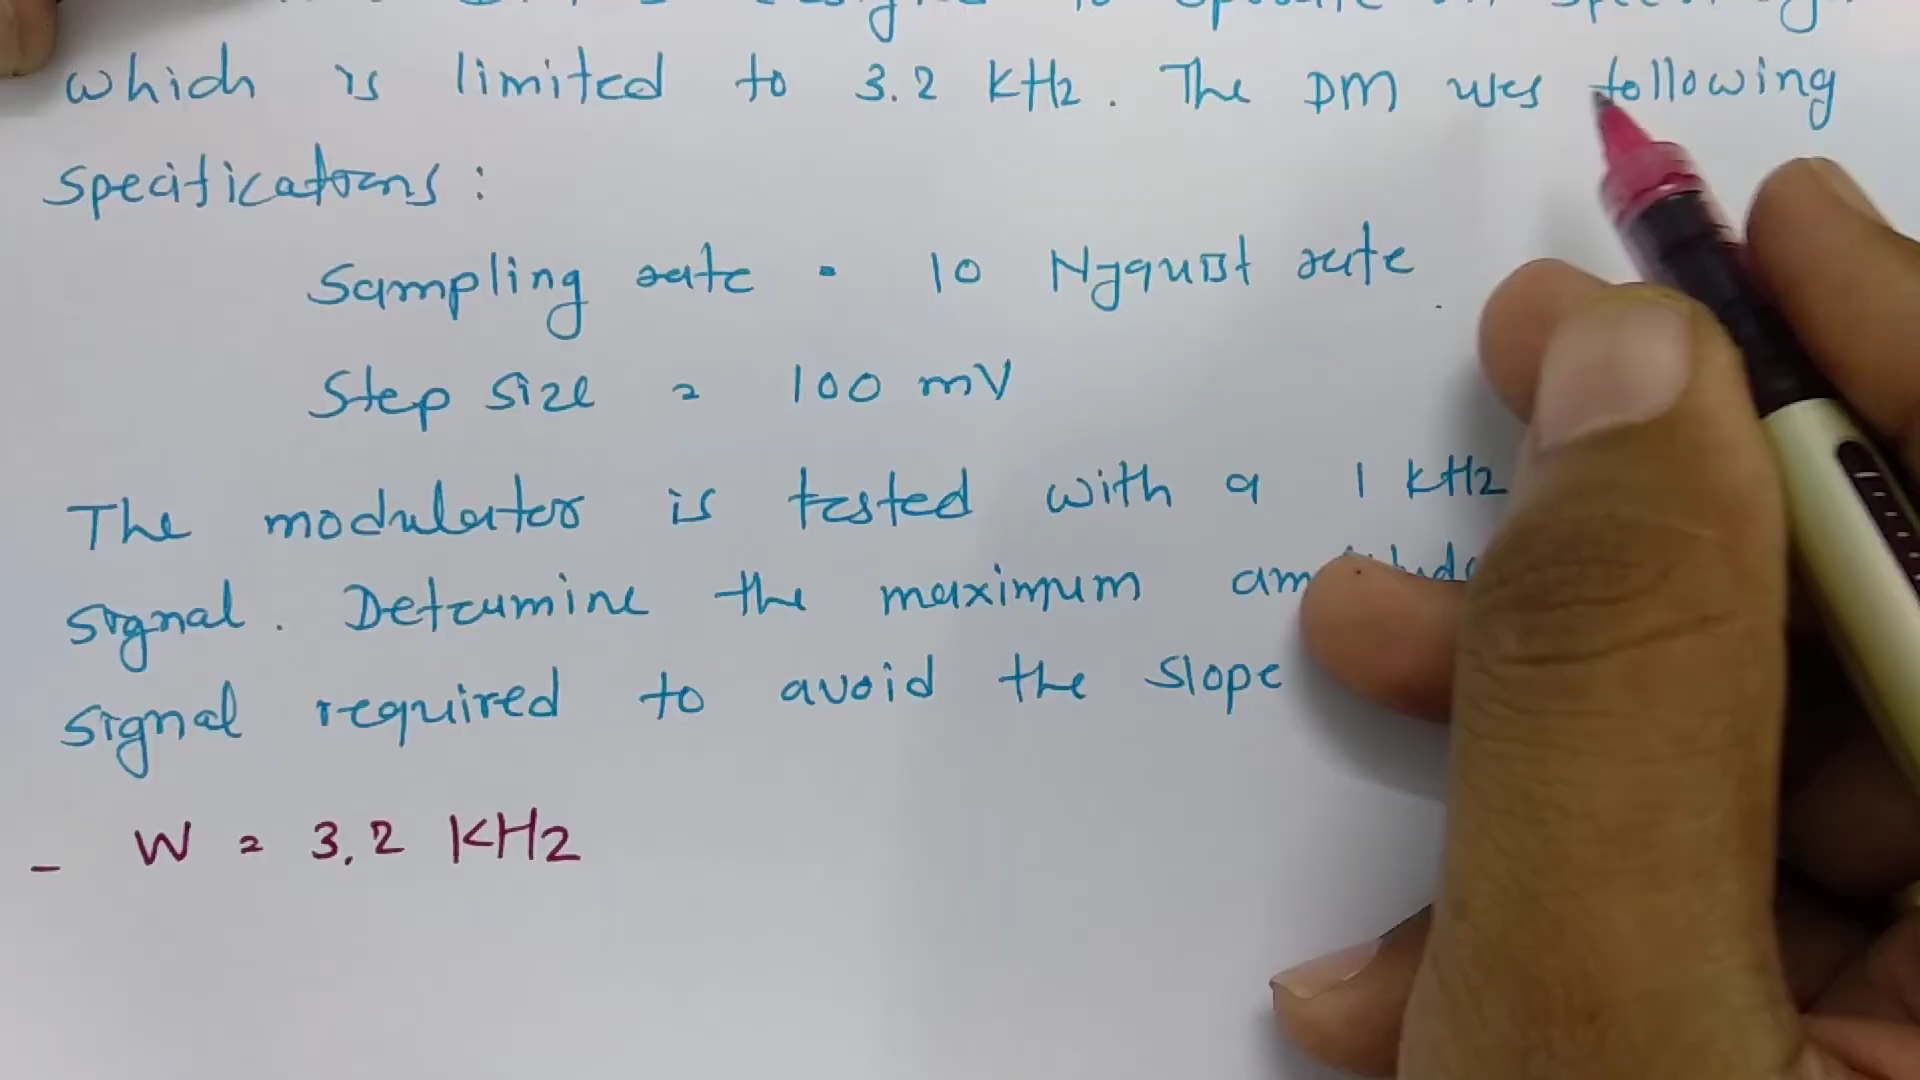 which is limited to 3.2 KHz. The DM was following
Specifications:
Sampling rate = 10 Nyquist rate
Step size = 100 mV
The modulator is tested with a 1 KHz
signal. Determine the maximum
signal required to avoid the slope
- W = 3.2 KHz